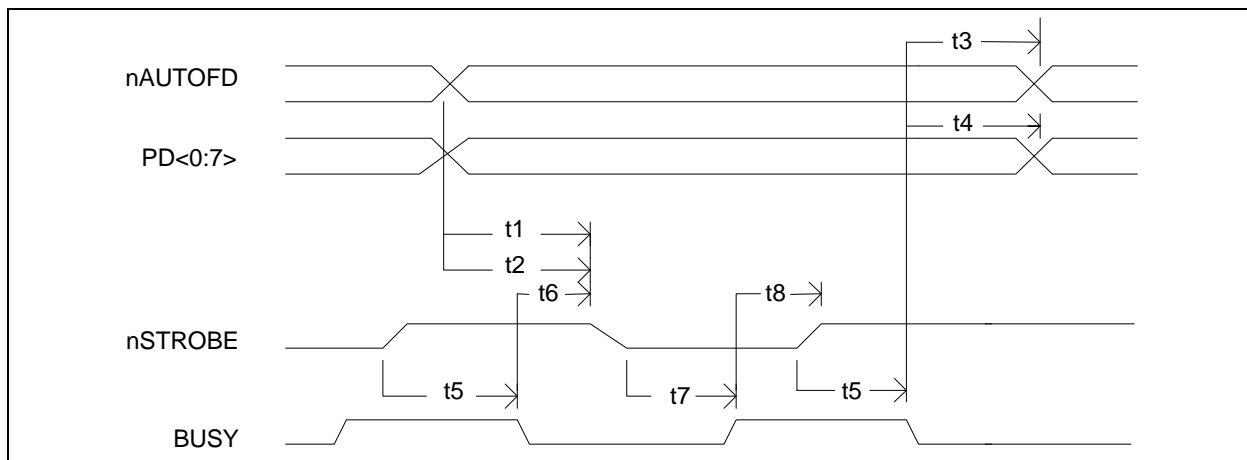 t3
nAUTOFD
t4
PD<0:7>
t1
t2
t6
t8
nSTROBE
t5
t7
t5
BUSY